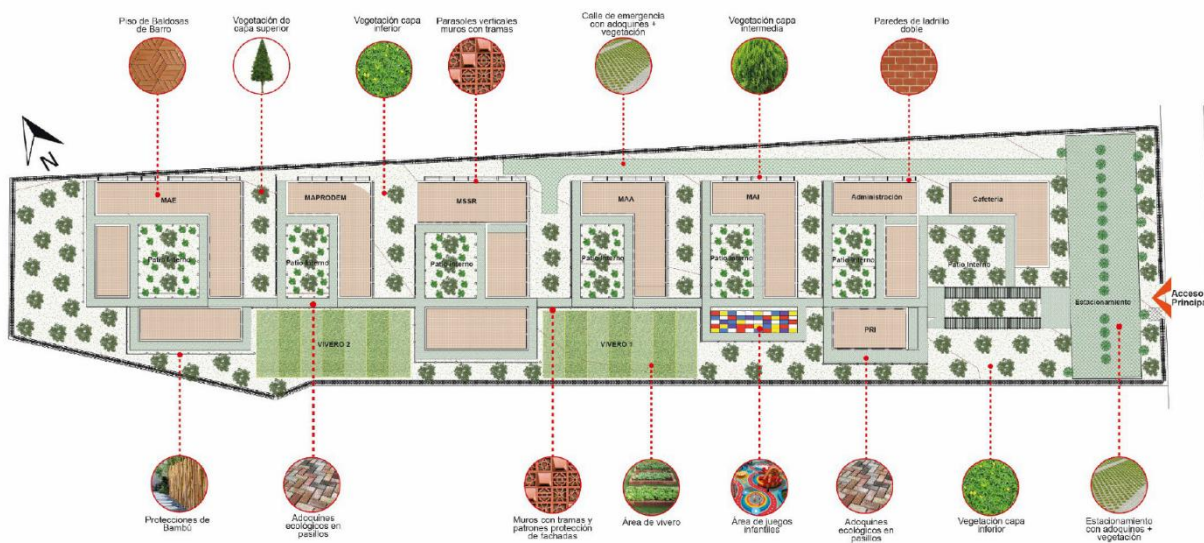 Piso de Baldosas
de Barro
Vegetación de
capa superior
Vegetación capa
inferior
Parasoles verticales
muros con tramas
Calle de emergencia
con adoquines +
vegetación
Vegetación capa
intermedia
Paredes de ladrillo
doble
N
MAE
MAPRODEM
MSSR
MAA
MAI
Administración
Cafetería
Patio Interno
Patio Interno
Patio Interno
Patio Interno
Patio Interno
Patio Interno
Patio Interno
Estacionamiento
Acceso
Principal
VIVERO 2
VIVERO 1
PRI
Protecciones de
Bambú
Adoquines
ecológicos en
pasillos
Muros con tramas y
patrones protección
de fachadas
Área de vivero
Área de juegos
infantiles
Adoquines
ecológicos en
pasillos
Vegetación capa
inferior
Estacionamiento
con adoquines +
vegetación